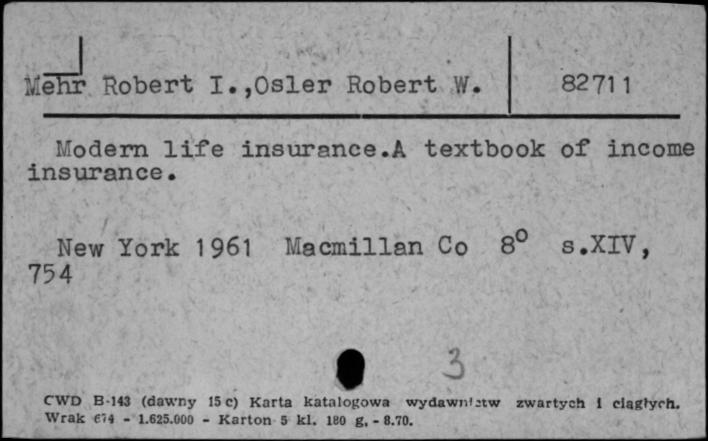 Mehr Robert I.,Osler Robert W. 82711
Modern life insurance.A textbook of income
insurance.
New York 1961 Macmillan Co 8° s.XIV,
754
3
CWD B-143 (dawny 15 c) Karta katalogowa wydawnictw zwartych i ciągłych.
Wrak 674 - 1.625.000 - Karton 5 kl. 180 g. - 8.70.